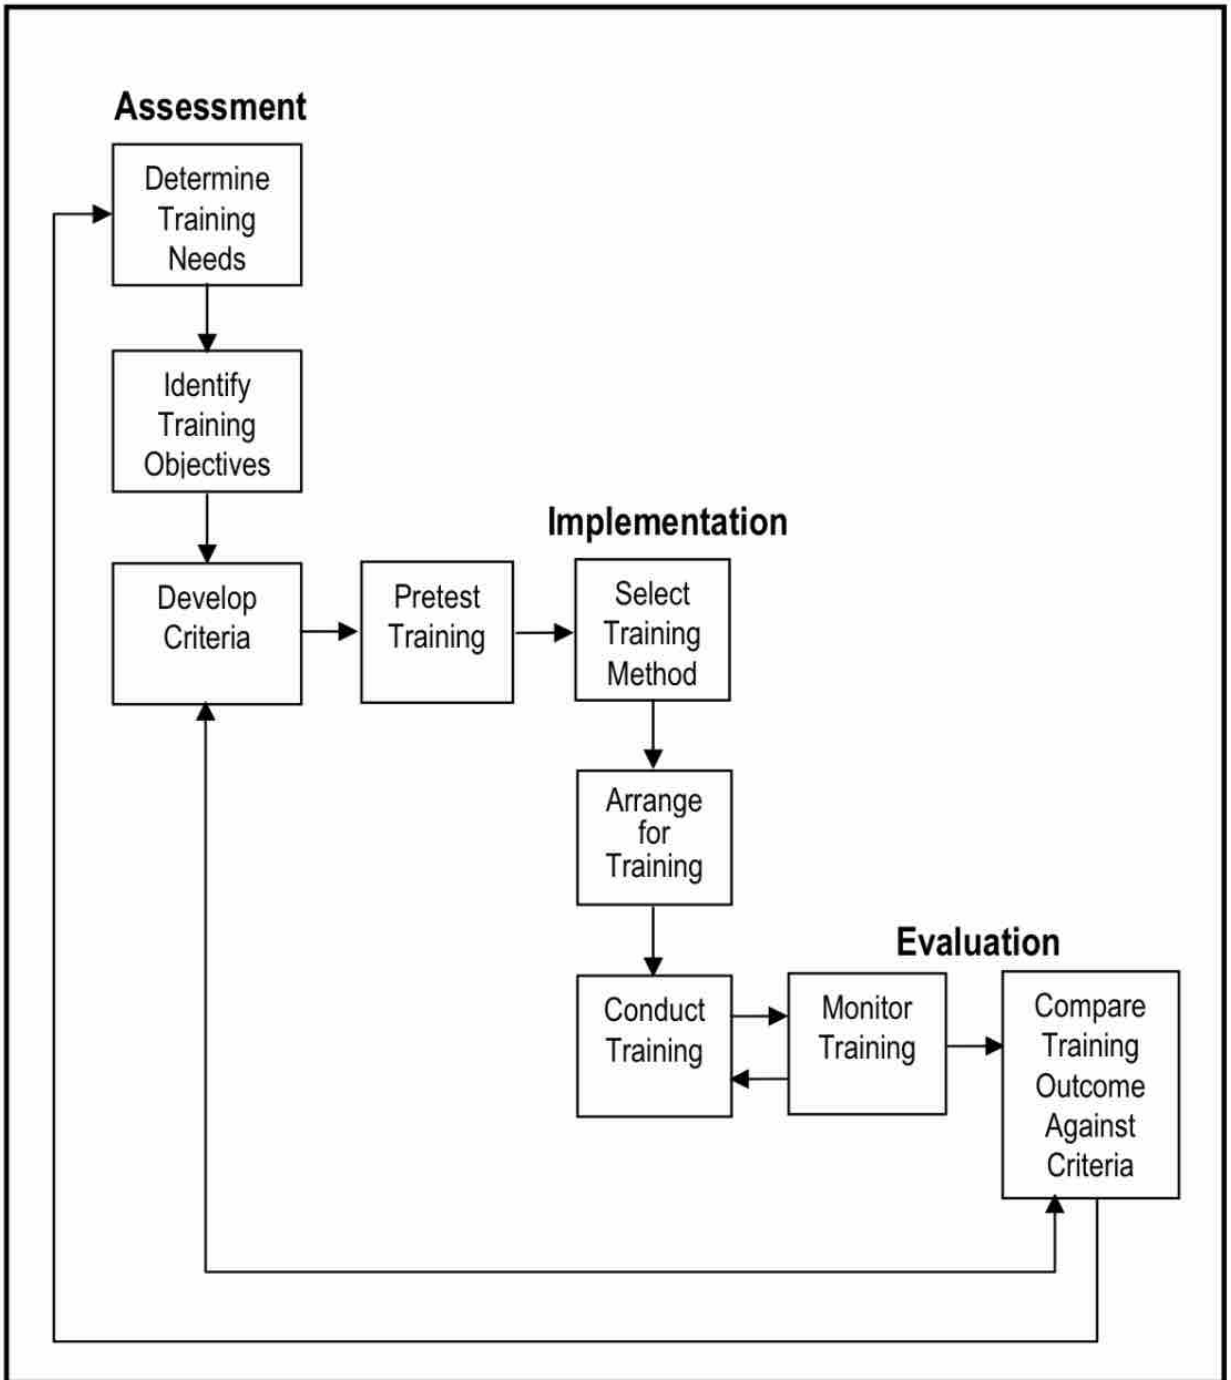 Assessment
Determine
Training
Needs
Identify
Training
Objectives
Develop
Criteria
Pretest
Training
Implementation
Select
Training
Method
Arrange
for
Training
Conduct
Training
Evaluation
Monitor
Training
Compare
Training
Outcome
Against
Criteria